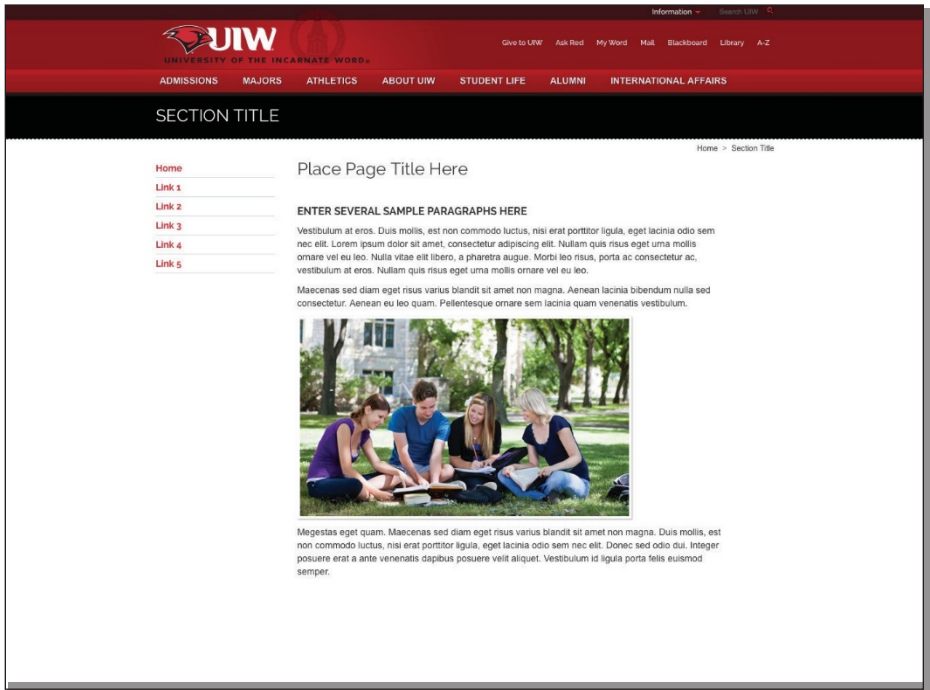 Information
Search UIW
UIW
UNIVERSITY OF THE INCARNATE WORD®
Give to UIW Ask Red My Word Mail Blackboard Library A-Z
ADMISSIONS MAJORS ATHLETICS ABOUT UIW STUDENT LIFE ALUMNI INTERNATIONAL AFFAIRS
SECTION TITLE
Home > Section Title
Home
Link 1
Link 2
Link 3
Link 4
Link 5
Place Page Title Here
ENTER SEVERAL SAMPLE PARAGRAPHS HERE
Vestibulum at eros. Duis mollis, est non commodo luctus, nisi erat porttitor ligula, eget lacinia odio sem
nec elit. Lorem ipsum dolor sit amet, consectetur adipiscing elit. Nullam quis risus eget urna mollis
ornare vel eu leo. Nulla vitae elit libero, a pharetra augue. Morbi leo risus, porta ac consectetur ac,
vestibulum at eros. Nullam quis risus eget urna mollis ornare vel eu leo.
Maecenas sed diam eget risus varius blandit sit amet non magna. Aenean lacinia bibendum nulla sed
consectetur. Aenean eu leo quam. Pellentesque ornare sem lacinia quam venenatis vestibulum.
Megestas eget quam. Maecenas sed diam eget risus varius blandit sit amet non magna. Duis mollis, est
non commodo luctus, nisi erat porttitor ligula, eget lacinia odio sem nec elit. Donec sed odio dui. Integer
posuere erat a ante venenatis dapibus posuere velit aliquet. Vestibulum id ligula porta felis euismod
semper.